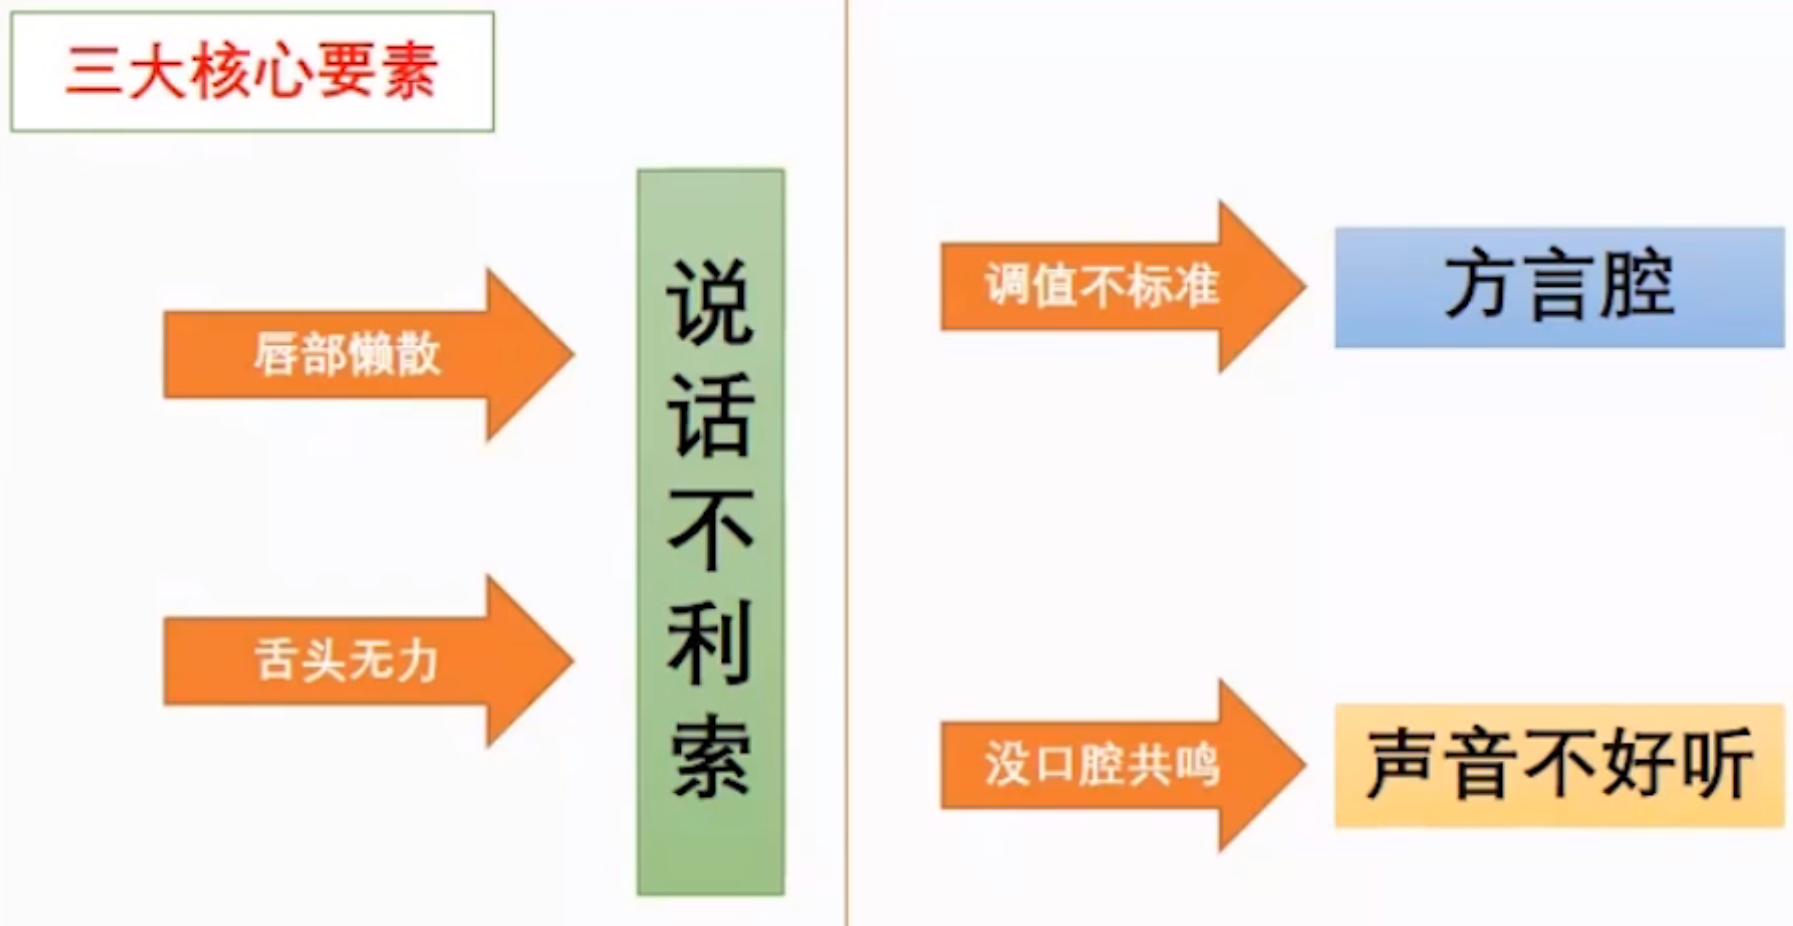 三大核心要素
唇部懒散
舌头无力
说话不利索
调值不标准
方言腔
没口腔共鸣
声音不好听